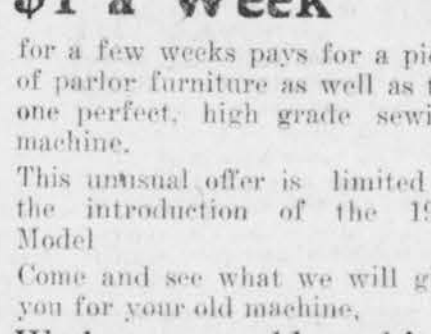 $1 a Week
for a few weeks pays for a pie
of parlor furniture as well as t
one perfect, high grade sewi
machine.
This unusual offer is limited
the introduction of the 19
Model
Come and see what we will g
you for your old machine,